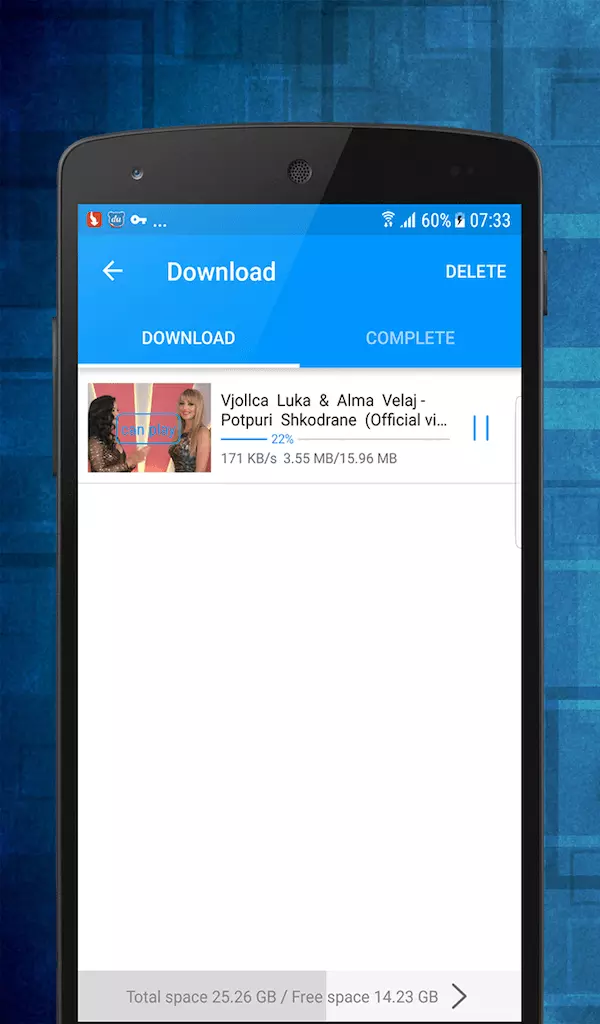 du ... 60% 07:33
Download DELETE
DOWNLOAD COMPLETE
can play
Vjollca Luka & Alma Velaj -
Potpuri Shkodrane (Official vi...
22%
171 KB/s 3.55 MB/15.96 MB
Total space 25.26 GB / Free space 14.23 GB